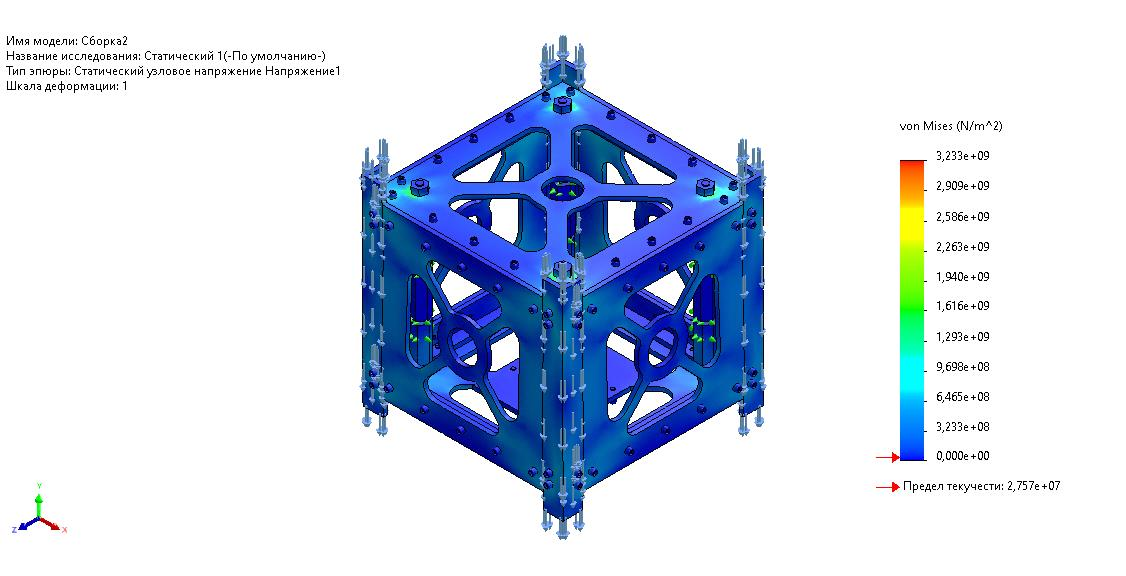 Имя модели: Сборка2
Название исследования: Статический 1(-По умолчанию-)
Тип эпюры: Статический узловое напряжение Напряжение1
Шкала деформации: 1
von Mises (N/m^2)
3,233e+09
2,909e+09
2,586e+09
2,263e+09
1,940e+09
1,616e+09
1,293e+09
9,698e+08
6,465e+08
3,233e+08
0,000e+00
Предел текучести: 2,757e+07
Y
Z
X